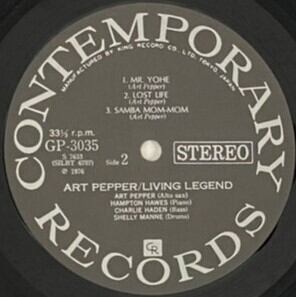 CONTEMPORARY
MANUFACTURED BY KING RECORD CO., LTD. TOKYO, JAPAN
1. MR. YOHE
(Art Pepper)
2. LOST LIFE
(Art Pepper)
3. SAMBA MOM-MOM
(Art Pepper)
33⅓ r.p.m.
GP-3035
S 7633
Side 2
STEREO
℗ 1976
ART PEPPER/LIVING LEGEND
ART PEPPER (Alto sax)
HAMPTON HAWES (Piano)
CHARLIE HADEN (Bass)
SHELLY MANNE (Drums)
CR
RECORDS